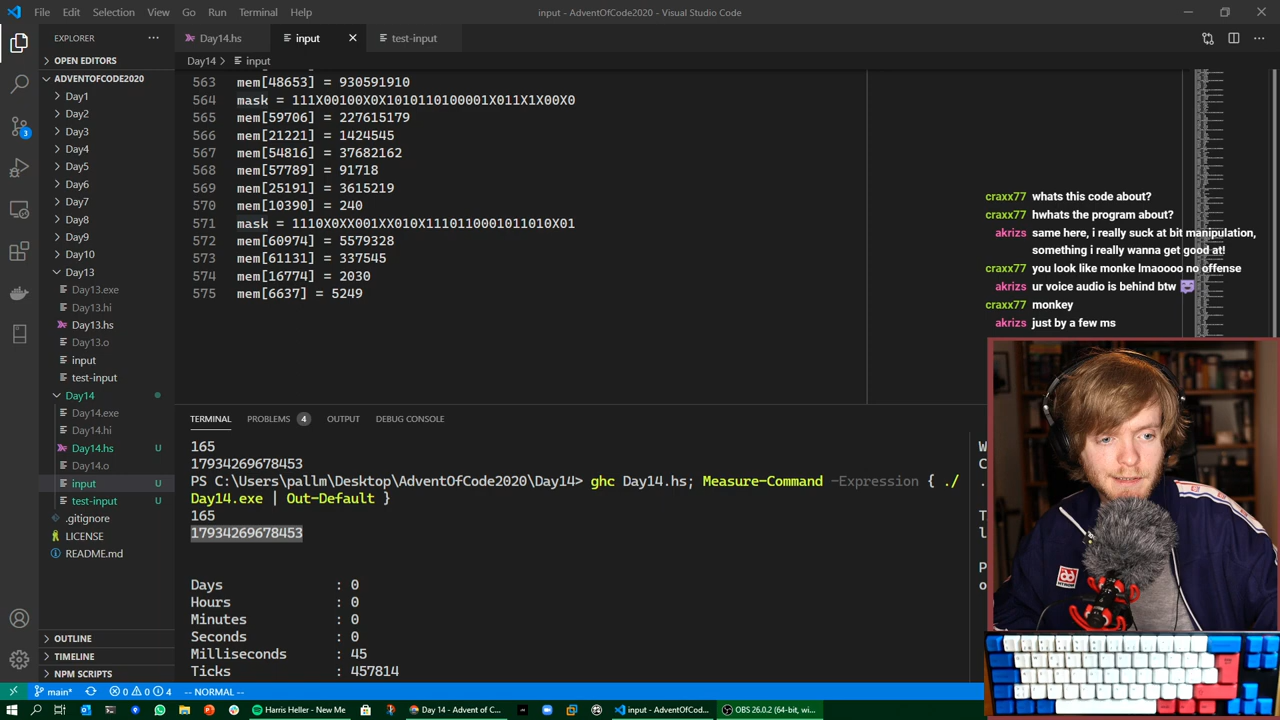 File Edit Selection View Go Run Terminal Help
input - AdventOfCode2020 - Visual Studio Code
EXPLORER
Day14.hs
input
test-input
OPEN EDITORS
Day14 > input
ADVENTOFCODE2020
Day1
Day2
Day3
Day4
Day5
Day6
Day7
Day8
Day9
Day10
Day13
Day13.exe
Day13.hi
Day13.hs
Day13.o
input
test-input
Day14
Day14.exe
Day14.hi
Day14.hs U
Day14.o
input U
test-input U
.gitignore
LICENSE
README.md
OUTLINE
TIMELINE
NPM SCRIPTS
3
563 mem[48653] = 930591910
564 mask = 111X00100X0X1010110100001X011X1X00X0
566 mem[59706] = 227615179
566 mem[21221] = 1424545
567 mem[54816] = 37682162
568 mem[57789] = 91718
569 mem[25191] = 3615219
570 mem[10390] = 240
571 mask = 1110X0XX001XX010X1110110001011010X01
572 mem[60974] = 5579328
573 mem[61131] = 337545
574 mem[16774] = 2030
575 mem[6637] = 5249
craxx77 whats this code about?
craxx77 hwhats the program about?
akrizs same here, i really suck at bit manipulation,
something i really wanna get good at!
craxx77 you look like monke lmaoooo no offense
akrizs ur voice audio is behind btw
craxx77 monkey
akrizs just by a few ms
TERMINAL PROBLEMS 4 OUTPUT DEBUG CONSOLE
165
17934269678453
PS C:\Users\pallm\Desktop\AdventOfCode2020\Day14> ghc Day14.hs; Measure-Command -Expression { ./
Day14.exe | Out-Default }
165
17934269678453
Days : 0
Hours : 0
Minutes : 0
Seconds : 0
Milliseconds : 45
Ticks : 457814
main* 0 0 4 -- NORMAL --
Harris Heller - New Me
Day 14 - Advent of C...
input - AdventOfCod...
OBS 26.0.2 (64-bit, wi...